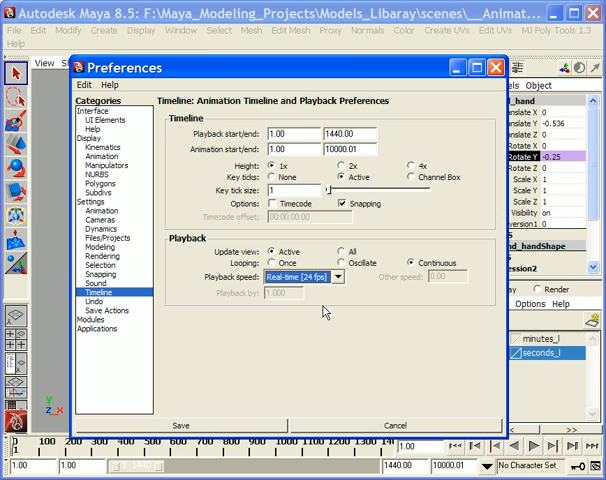 Autodesk Maya 8.5: F:\Maya_Modeling_Projects\Models_Libaray\scenes\__Animat...
File Edit Modify Create Display Window Assets Mesh Edit Mesh Proxy Normals Color Create UVs Edit UVs MJ Poly Tools 1.3
Help
View
Preferences
Edit Help
Categories
Interface
UI Elements
Help
Display
Kinematics
Animation
Manipulators
NURBS
Polygons
Subdivs
Settings
Animation
Cameras
Dynamics
Files/Projects
Modeling
Rendering
Selection
Snapping
Sound
Timeline
Undo
Save Actions
Modules
Applications
Timeline: Animation Timeline and Playback Preferences
Timeline
Playback start/end: 1.00 1440.00
Animation start/end: 1.00 10000.01
Height: 1x 2x 4x
Key ticks: None Active Channel Box
Key tick size: 1
Options: Timecode Snapping
Timecode offset: 00:00:00:00
Playback
Update view: Active All
Looping: Once Oscillate Continuous
Playback speed: Real-time [24 fps] Other speed: 0.00
Playback by: 1.000
Save Cancel
els Object
d_hand
anslate X 0
anslate Y -0.536
anslate Z 0
Rotate X 0
Rotate Y -0.25
Rotate Z 0
Scale X 1
Scale Y 1
Scale Z 1
Visibility on
version1 0
S
d_handShape
ession2
ay Render
Options Help
minutes_l
seconds_l
>>
y
z x
0 100 200 300 400 500 600 700 800 900 1000 1100 1200 1300 14
1
1.00
1.00 1.00 1 1440 1440.00 10000.01 No Character Set